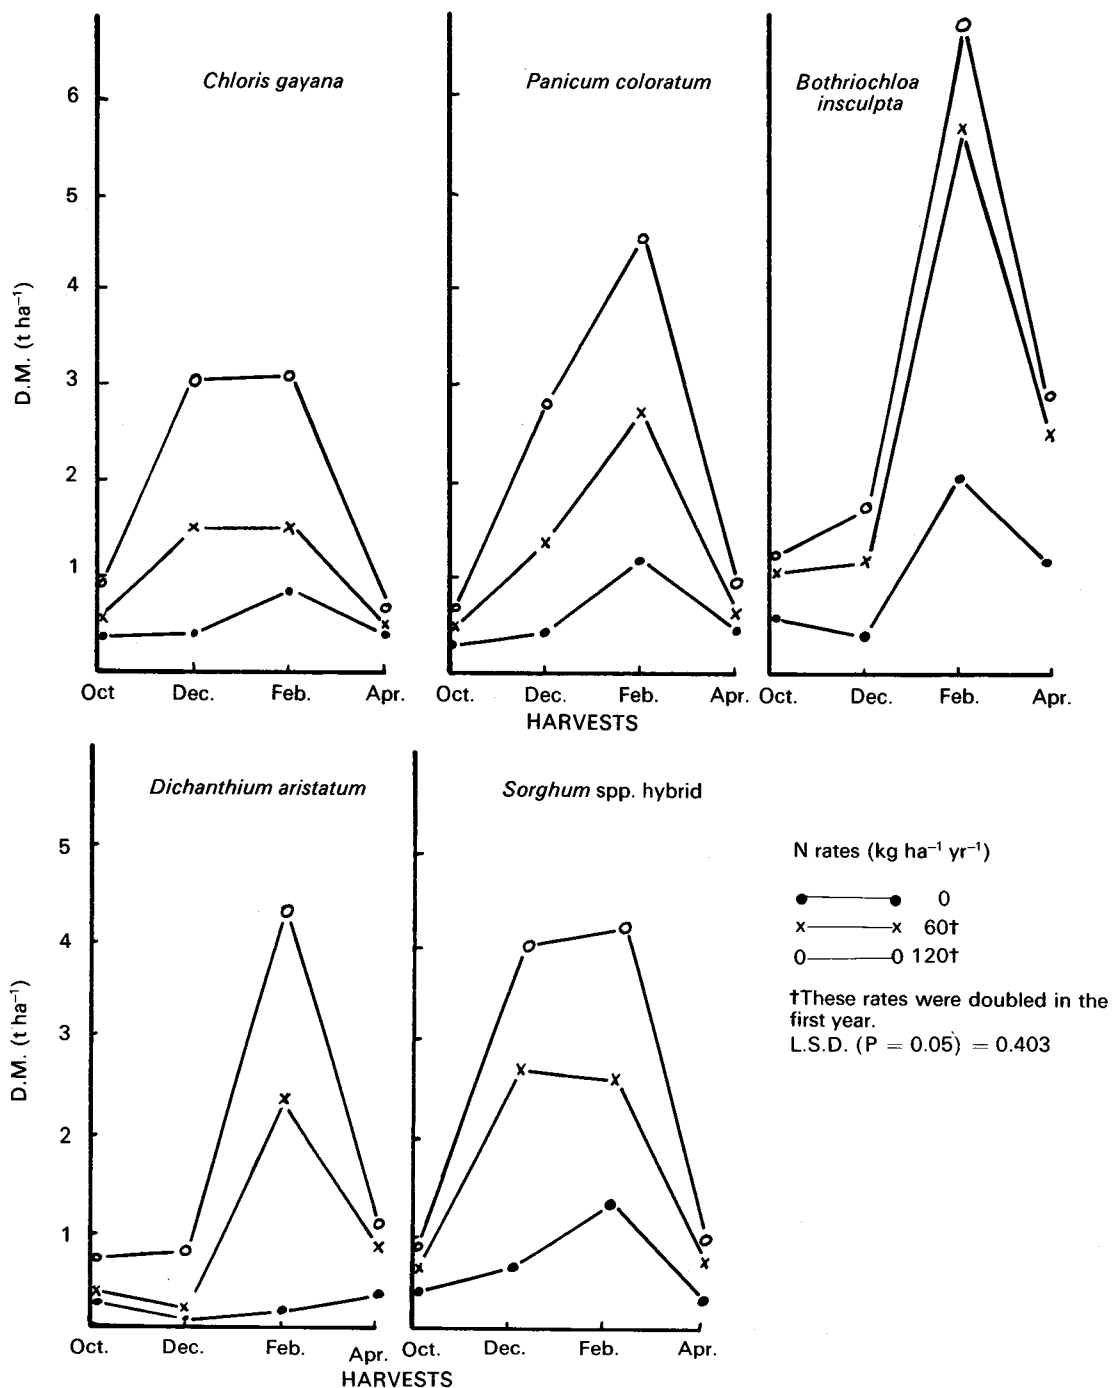 Chloris gayana
Panicum coloratum
Bothriochloa
insculpta
6
5
4
3
2
1
D.M. (t ha⁻¹)
Oct Dec. Feb. Apr.
Oct. Dec. Feb. Apr.
Oct. Dec. Feb. Apr.
HARVESTS
Dichanthium aristatum
Sorghum spp. hybrid
5
4
3
2
1
D.M. (t ha⁻¹)
Oct. Dec. Feb. Apr.
Oct. Dec. Feb. Apr.
HARVESTS
N rates (kg ha⁻¹ yr⁻¹)
0
60†
120†
†These rates were doubled in the
first year.
L.S.D. (P = 0.05) = 0.403